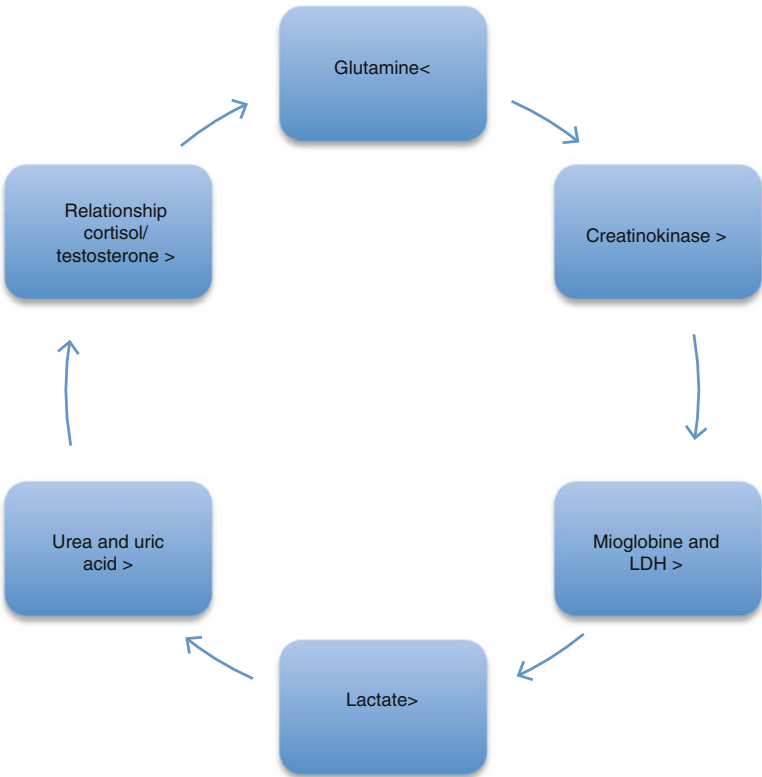 Glutamine<
Creatinokinase >
Mioglobine and
LDH >
Lactate>
Urea and uric
acid >
Relationship
cortisol/
testosterone >